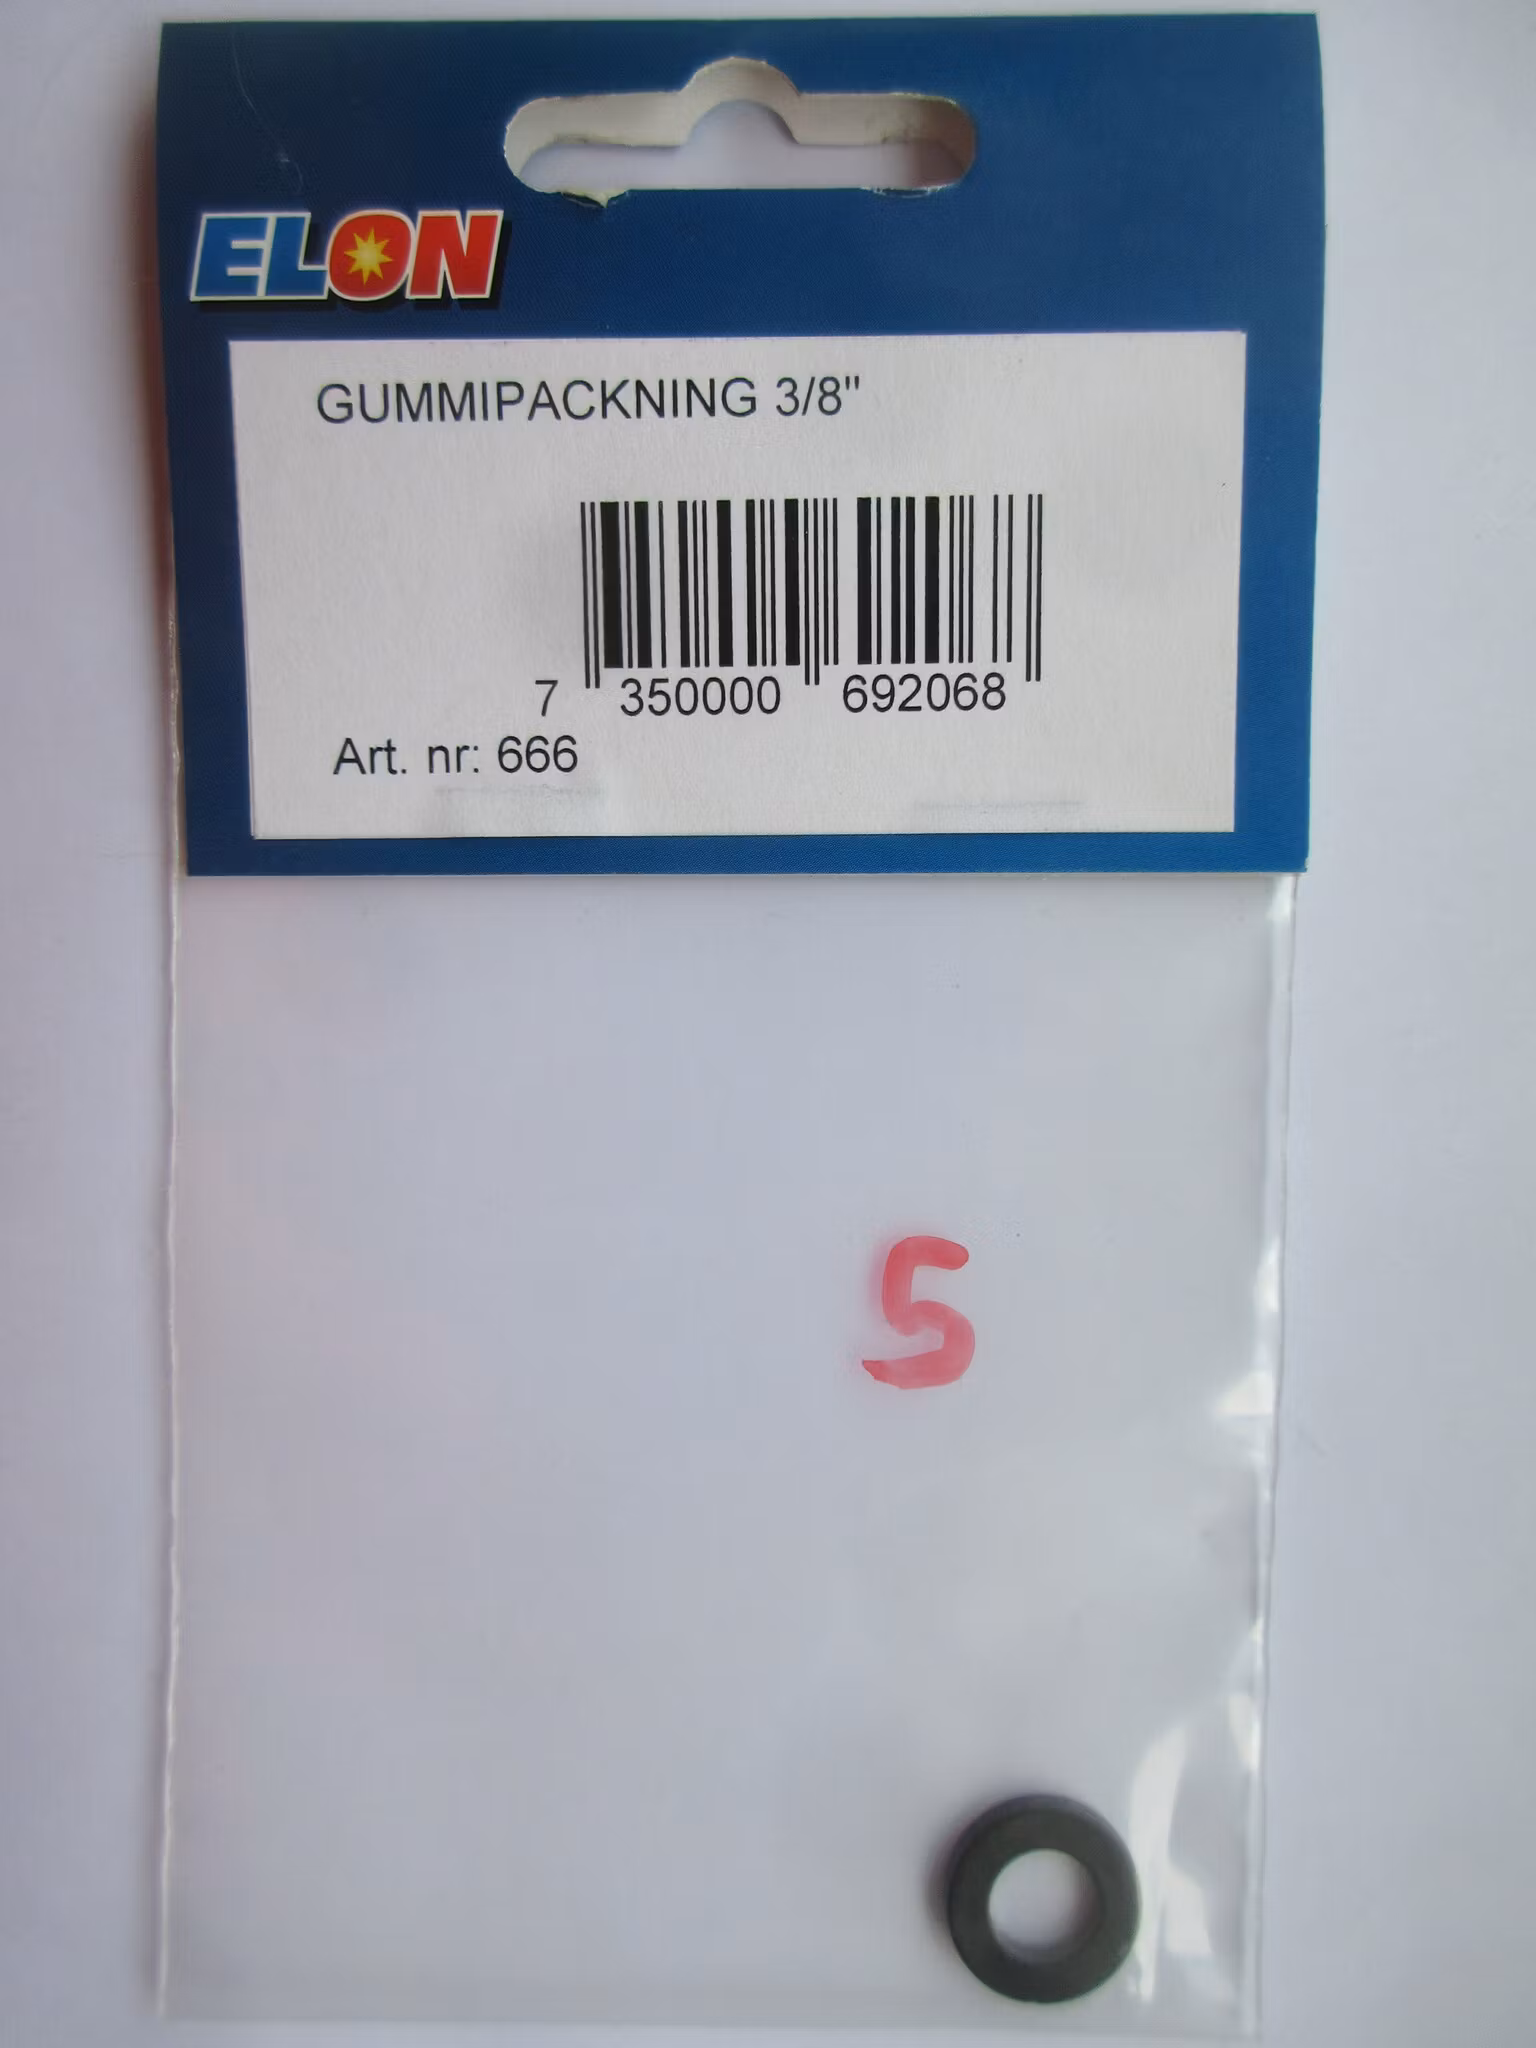 ELON
GUMMIPACKNING 3/8"
7 350000 692068
Art. nr: 666
5